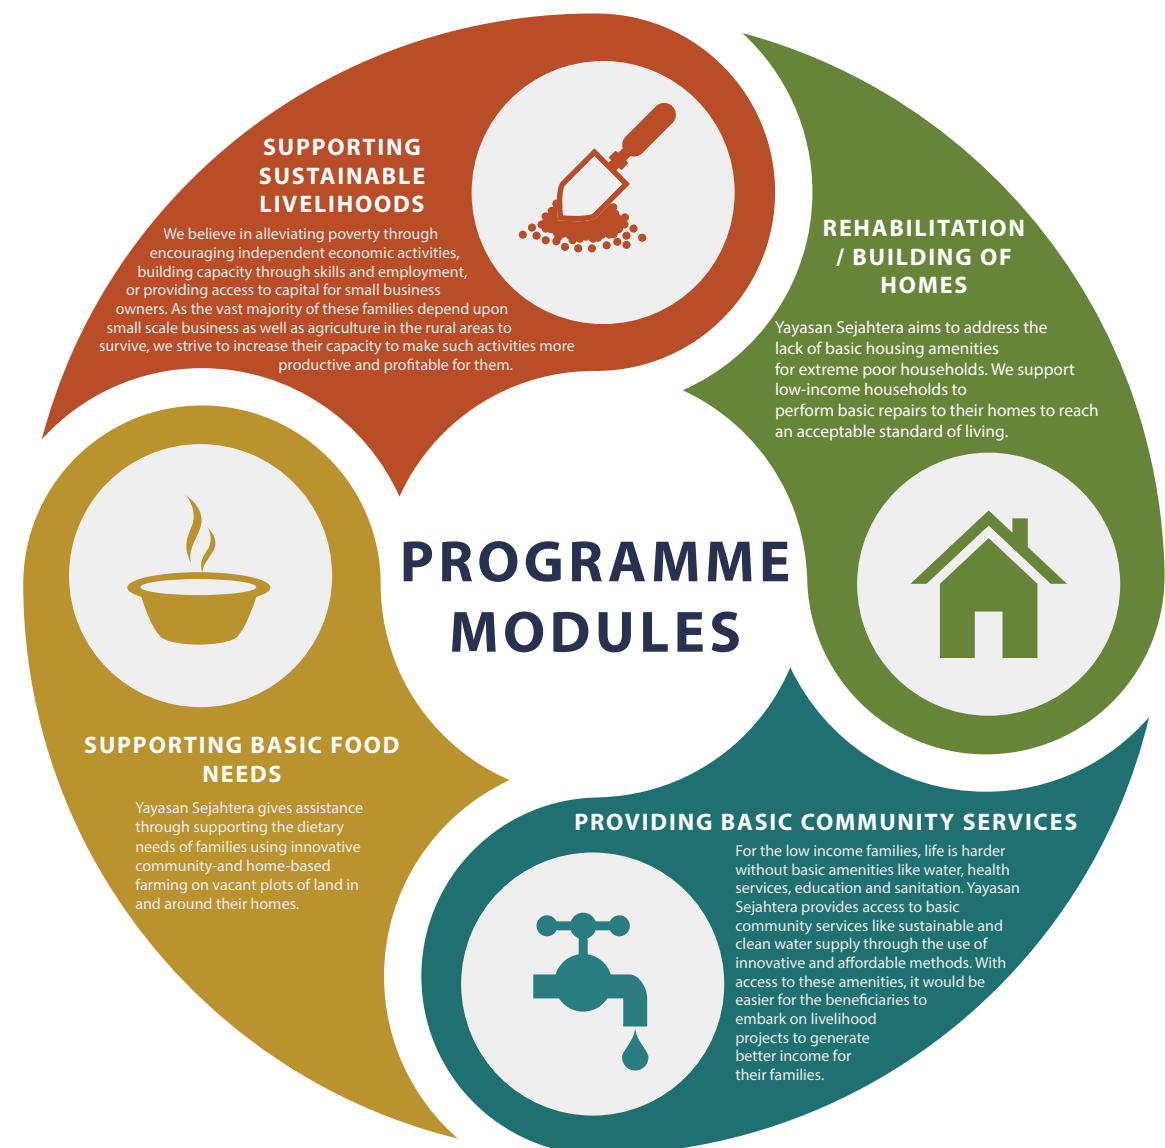 SUPPORTING
SUSTAINABLE
LIVELIHOODS
We believe in alleviating poverty through
encouraging independent economic activities,
building capacity through skills and employment,
or providing access to capital for small business
owners. As the vast majority of these families depend upon
small scale business as well as agriculture in the rural areas to
survive, we strive to increase their capacity to make such activities more
productive and profitable for them.
REHABILITATION
/ BUILDING OF
HOMES
Yayasan Sejahtera aims to address the
lack of basic housing amenities
for extreme poor households. We support
low-income households to
perform basic repairs to their homes to reach
an acceptable standard of living.
PROGRAMME
MODULES
SUPPORTING BASIC FOOD
NEEDS
Yayasan Sejahtera gives assistance
through supporting the dietary
needs of families using innovative
community-and home-based
farming on vacant plots of land in
and around their homes.
PROVIDING BASIC COMMUNITY SERVICES
For the low income families, life is harder
without basic amenities like water, health
services, education and sanitation. Yayasan
Sejahtera provides access to basic
community services like sustainable and
clean water supply through the use of
innovative and affordable methods. With
access to these amenities, it would be
easier for the beneficiaries to
embark on livelihood
projects to generate
better income for
their families.